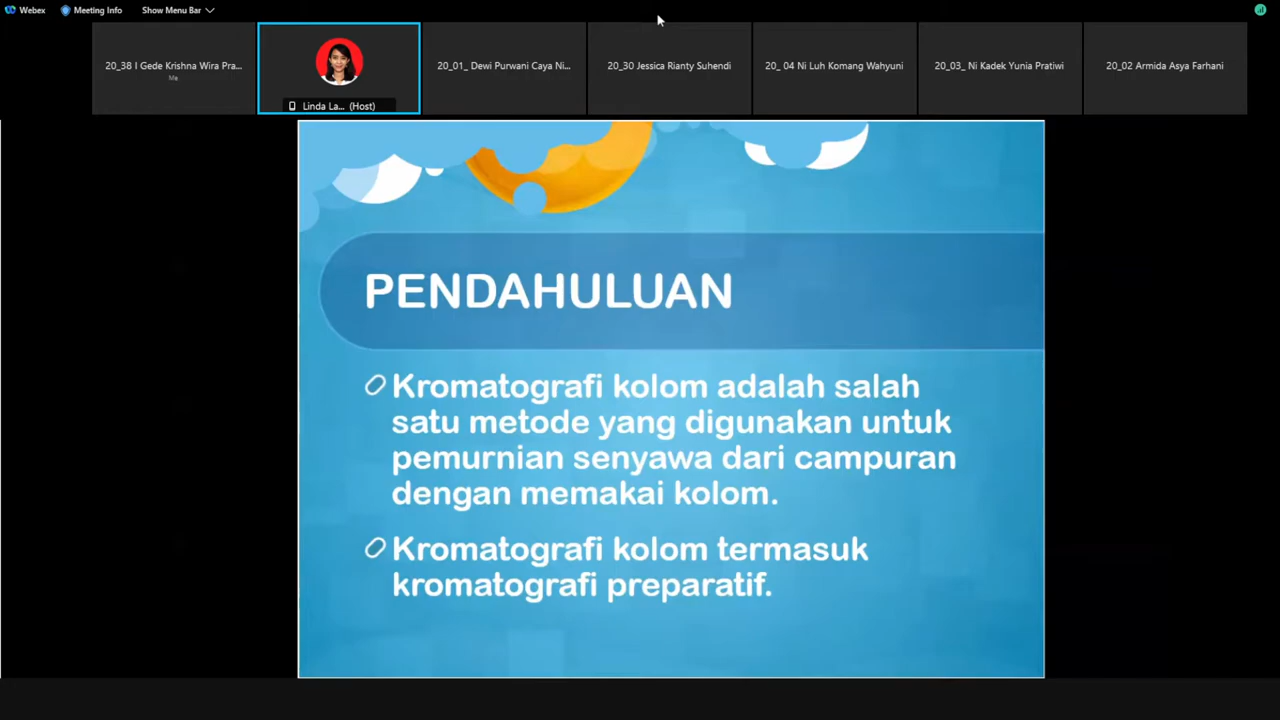 Webex
Meeting Info
Show Menu Bar
20_38 I Gede Krishna Wira Pra...
Me
Linda La... (Host)
20_01_ Dewi Purwani Caya Ni...
20_30 Jessica Rianty Suhendi
20_ 04 Ni Luh Komang Wahyuni
20_03_ Ni Kadek Yunia Pratiwi
20_02 Armida Asya Farhani
PENDAHULUAN
Kromatografi kolom adalah salah
satu metode yang digunakan untuk
pemurnian senyawa dari campuran
dengan memakai kolom.
Kromatografi kolom termasuk
kromatografi preparatif.